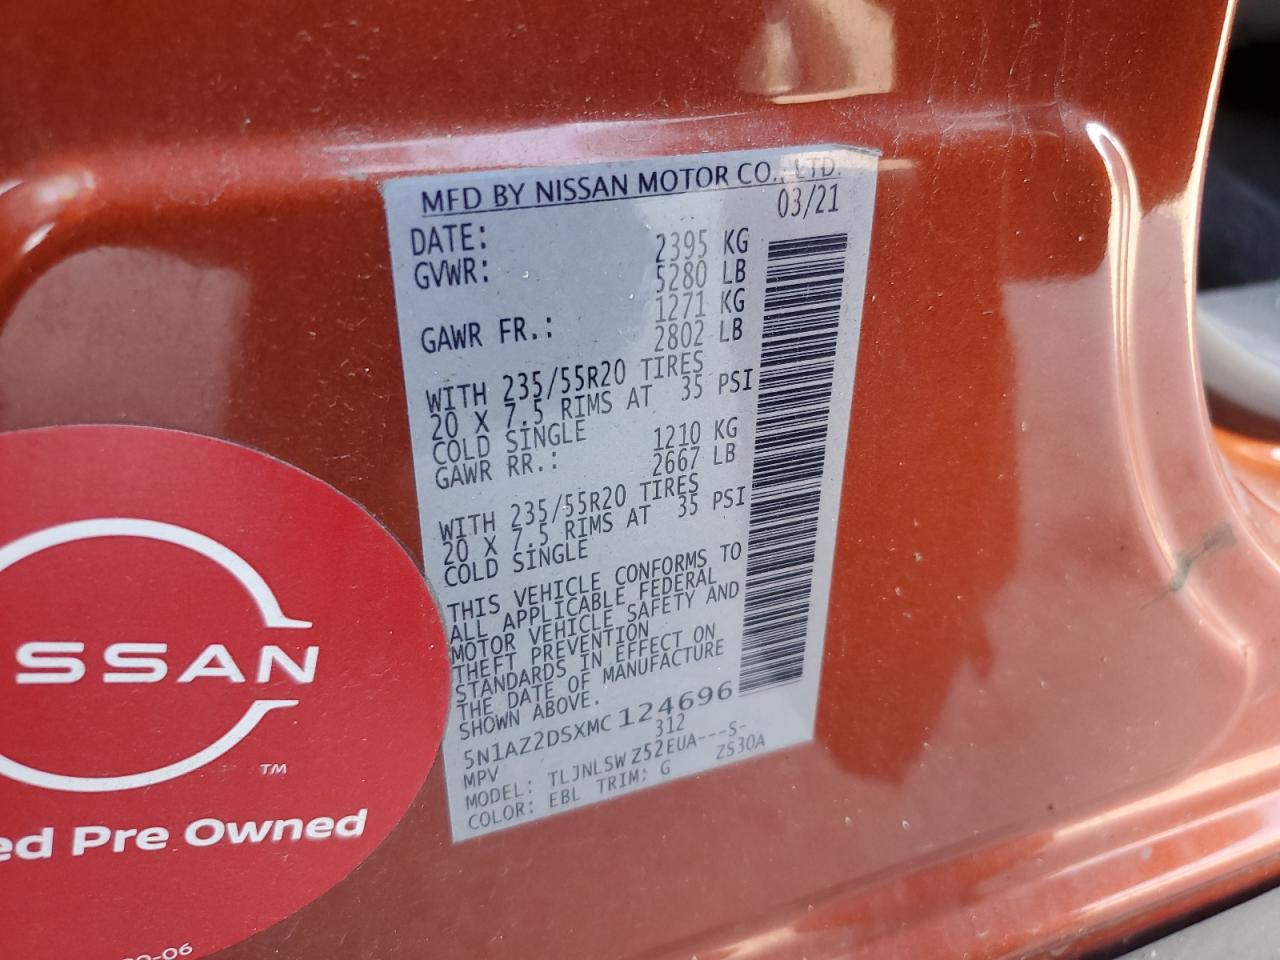 MFD BY NISSAN MOTOR CO., LTD.
DATE: 03/21
GVWR: 2395 KG
5280 LB
GAWR FR.: 1271 KG
2802 LB
WITH 235/55R20 TIRES
20 X 7.5 RIMS AT 35 PSI
COLD SINGLE
GAWR RR.: 1210 KG
2667 LB
WITH 235/55R20 TIRES
20 X 7.5 RIMS AT 35 PSI
COLD SINGLE
THIS VEHICLE CONFORMS TO
ALL APPLICABLE FEDERAL
MOTOR VEHICLE SAFETY AND
THEFT PREVENTION
STANDARDS IN EFFECT ON
THE DATE OF MANUFACTURE
SHOWN ABOVE.
5N1AZ2DSXMC124696
MPV 312
MODEL: TLJNLSW Z52EUA---S-
COLOR: EBL TRIM: G ZS30A
SSAN
TM
ed Pre Owned